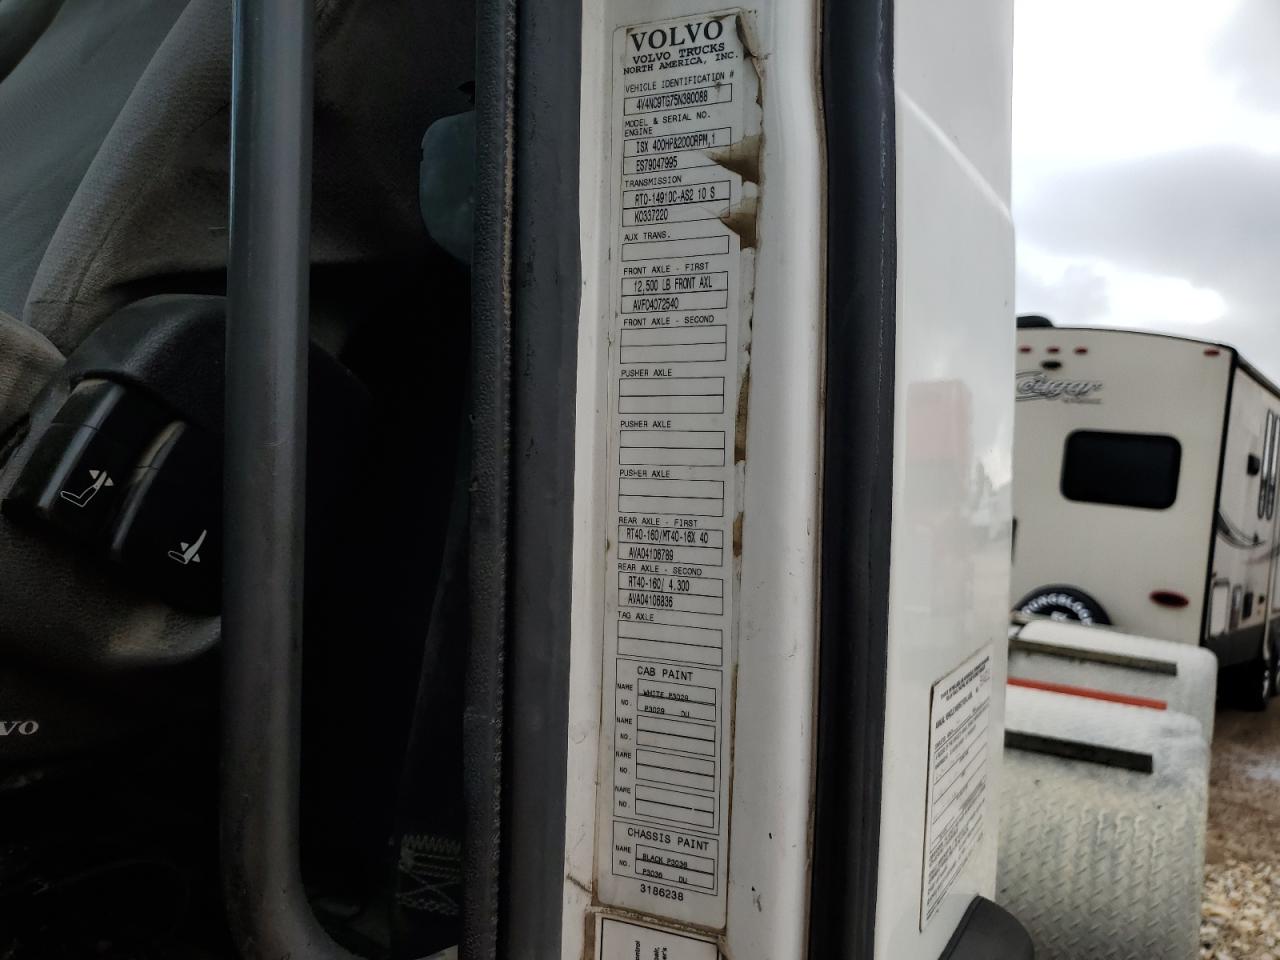 VOLVO
VOLVO TRUCKS
NORTH AMERICA, INC.
VEHICLE IDENTIFICATION #
4V4NC9TG75N380088
MODEL & SERIAL NO.
ENGINE
ISX 400HP&2000RPM,1
ES79047995
TRANSMISSION
RTO-14910C-AS2 10 S
K0337220
AUX TRANS.
FRONT AXLE - FIRST
12,500 LB FRONT AXL
AVF04072540
FRONT AXLE - SECOND
PUSHER AXLE
PUSHER AXLE
PUSHER AXLE
REAR AXLE - FIRST
RT40-160/MT40-16X 40
AVA04106789
REAR AXLE - SECOND
RT40-160/ 4.300
AVA04106836
TAG AXLE
CAB PAINT
NAME WHITE P3029
NO. P3029 DU
NAME
NO.
NAME
NO.
NAME
NO.
CHASSIS PAINT
NAME BLACK P3036
NO. P3036 DU
3186238
Cougar